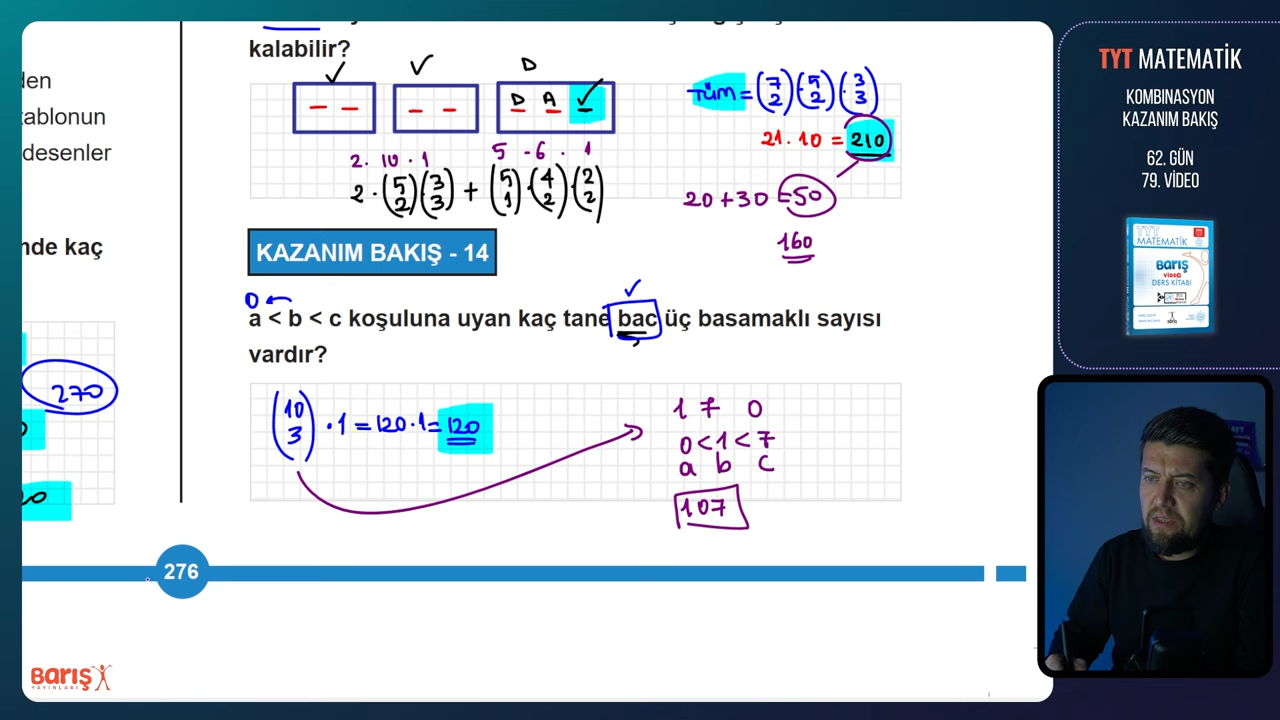 kalabilir?
den
tablonun
desenler
nde kaç
270
20
D
D A
TÜM = (7 2) (5 2) (3 3)
21 . 10 = 210
2 . 10 . 1 5 . 6 . 1
2 . (5 2) (3 3) + (5 1) . (4 2) (2 2)
20 + 30 = 50
160
KAZANIM BAKIŞ - 14
0
a < b < c koşuluna uyan kaç tane bac üç basamaklı sayısı
vardır?
(10 3) . 1 = 120 . 1 = 120
1 7 0
0 < 1 < 7
a b c
107
276
BARIŞ
YAYINLARI
TYT MATEMATİK
KOMBİNASYON
KAZANIM BAKIŞ
62. GÜN
79. VİDEO
TYT
MATEMATİK
BARIŞ
VİDEO
DERS KİTABI